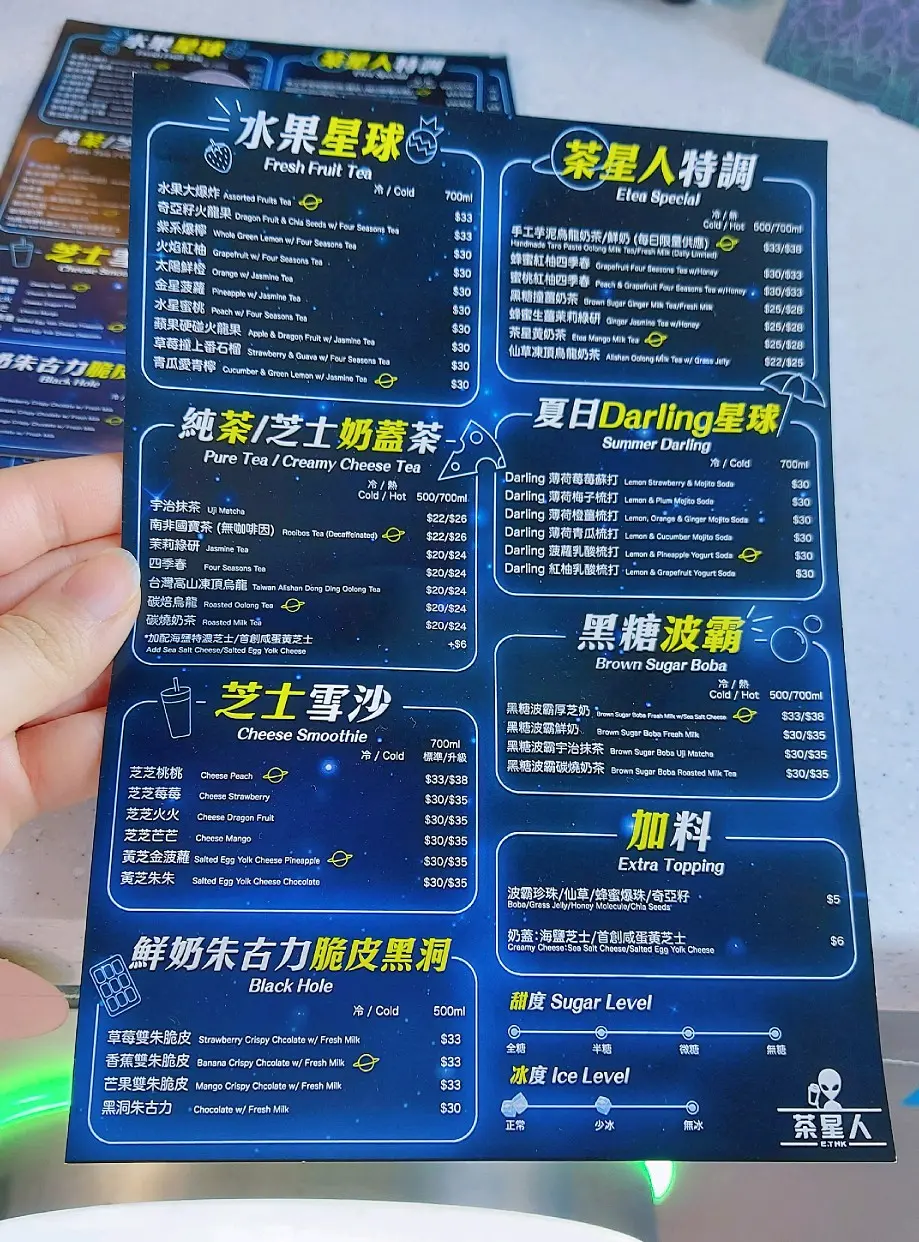 水果星球
Fresh Fruit Tea
冷 / Cold 700ml
水果大爆炸 Assorted Fruits Tea $33
奇亞籽火龍果 Dragon Fruit & Chia Seeds w/ Four Seasons Tea $33
紫系爆檸 Whole Green Lemon w/ Four Seasons Tea $30
火焰紅柚 Grapefruit w/ Four Seasons Tea $30
太陽鮮橙 Orange w/ Jasmine Tea $30
金星菠蘿 Pineapple w/ Jasmine Tea $30
水星蜜桃 Peach w/ Four Seasons Tea $30
蘋果硬碰火龍果 Apple & Dragon Fruit w/ Jasmine Tea $30
草莓撞上番石榴 Strawberry & Guava w/ Four Seasons Tea $30
青瓜愛青檸 Cucumber & Green Lemon w/ Jasmine Tea $30
純茶/芝士奶蓋茶
Pure Tea / Creamy Cheese Tea
冷 / 熱
Cold / Hot 500/700ml
宇治抹茶 Uji Matcha $22/$26
南非國寶茶 (無咖啡因) Rooibos Tea (Decaffeinated) $22/$26
茉莉綠研 Jasmine Tea $20/$24
四季春 Four Seasons Tea $20/$24
台灣高山凍頂烏龍 Taiwan Alishan Dong Ding Oolong Tea $20/$24
碳焙烏龍 Roasted Oolong Tea $20/$24
碳燒奶茶 Roasted Milk Tea $20/$24
*加配海鹽特濃芝士/首創咸蛋黃芝士 +$6
Add Sea Salt Cheese/Salted Egg Yolk Cheese
芝士雪沙
Cheese Smoothie
冷 / Cold 700ml
標準/升級
芝芝桃桃 Cheese Peach $33/$38
芝芝莓莓 Cheese Strawberry $30/$35
芝芝火火 Cheese Dragon Fruit $30/$35
芝芝芒芒 Cheese Mango $30/$35
黃芝金菠蘿 Salted Egg Yolk Cheese Pineapple $30/$35
黃芝朱朱 Salted Egg Yolk Cheese Chocolate $30/$35
鮮奶朱古力脆皮黑洞
Black Hole
冷 / Cold 500ml
草莓雙朱脆皮 Strawberry Crispy Chcolate w/ Fresh Milk $33
香蕉雙朱脆皮 Banana Crispy Chcolate w/ Fresh Milk $33
芒果雙朱脆皮 Mango Crispy Chcolate w/ Fresh Milk $33
黑洞朱古力 Chocolate w/ Fresh Milk $30
茶星人特調
Etea Special
冷 / 熱
Cold / Hot 500/700ml
手工芋泥烏龍奶茶/鮮奶 (每日限量供應) $33/$38
Handmade Taro Paste Oolong Milk Tea/Fresh Milk (Daily Limited)
蜂蜜紅柚四季春 Grapefruit Four Seasons Tea w/Honey $30/$33
蜜桃紅柚四季春 Peach & Grapefruit Four Seasons Tea w/Honey $30/$33
黑糖撞薑奶茶 Brown Sugar Ginger Milk Tea/Fresh Milk $25/$28
蜂蜜生薑茉莉綠研 Ginger Jasmine Tea w/Honey $25/$28
茶星黃奶茶 Etea Mango Milk Tea $25/$28
仙草凍頂烏龍奶茶 Alishan Oolong Milk Tea w/ Grass Jelly $22/$25
夏日Darling星球
Summer Darling
冷 / Cold 700ml
Darling 薄荷莓莓蘇打 Lemon Strawberry & Mojito Soda $30
Darling 薄荷梅子梳打 Lemon & Plum Mojito Soda $30
Darling 薄荷橙薑梳打 Lemon, Orange & Ginger Mojito Soda $30
Darling 薄荷青瓜梳打 Lemon & Cucumber Mojito Soda $30
Darling 菠蘿乳酸梳打 Lemon & Pineapple Yogurt Soda $30
Darling 紅柚乳酸梳打 Lemon & Grapefruit Yogurt Soda $30
黑糖波霸
Brown Sugar Boba
冷 / 熱
Cold / Hot 500/700ml
黑糖波霸厚芝奶 Brown Sugar Boba Fresh Milk w/Sea Salt Cheese $33/$38
黑糖波霸鮮奶 Brown Sugar Boba Fresh Milk $30/$35
黑糖波霸宇治抹茶 Brown Sugar Boba Uji Matcha $30/$35
黑糖波霸碳燒奶茶 Brown Sugar Boba Roasted Milk Tea $30/$35
加料
Extra Topping
波霸珍珠/仙草/蜂蜜爆珠/奇亞籽 $5
Boba/Grass Jelly/Honey Molecule/Chia Seeds
奶蓋:海鹽芝士/首創咸蛋黃芝士 $6
Creamy Cheese:Sea Salt Cheese/Salted Egg Yolk Cheese
甜度 Sugar Level
全糖 半糖 微糖 無糖
冰度 Ice Level
正常 少冰 無冰
茶星人